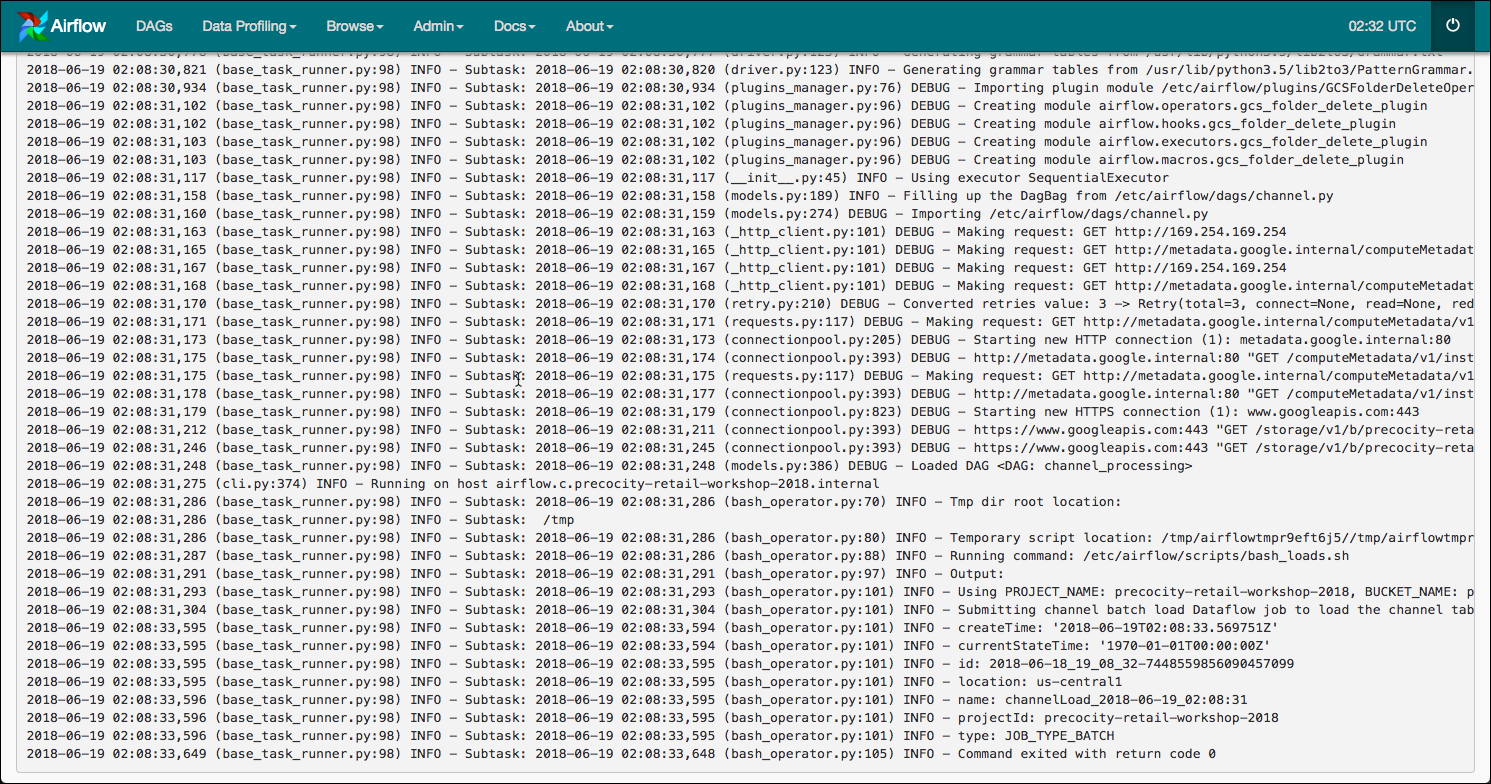 Airflow DAGs Data Profiling Browse Admin Docs About 02:32 UTC
2018-06-19 02:08:30,821 (base_task_runner.py:98) INFO - Subtask: 2018-06-19 02:08:30,820 (driver.py:123) INFO - Generating grammar tables from /usr/lib/python3.5/lib2to3/PatternGrammar.
2018-06-19 02:08:30,934 (base_task_runner.py:98) INFO - Subtask: 2018-06-19 02:08:30,934 (plugins_manager.py:76) DEBUG - Importing plugin module /etc/airflow/plugins/GCSFolderDeleteOper
2018-06-19 02:08:31,102 (base_task_runner.py:98) INFO - Subtask: 2018-06-19 02:08:31,102 (plugins_manager.py:96) DEBUG - Creating module airflow.operators.gcs_folder_delete_plugin
2018-06-19 02:08:31,102 (base_task_runner.py:98) INFO - Subtask: 2018-06-19 02:08:31,102 (plugins_manager.py:96) DEBUG - Creating module airflow.hooks.gcs_folder_delete_plugin
2018-06-19 02:08:31,103 (base_task_runner.py:98) INFO - Subtask: 2018-06-19 02:08:31,102 (plugins_manager.py:96) DEBUG - Creating module airflow.executors.gcs_folder_delete_plugin
2018-06-19 02:08:31,103 (base_task_runner.py:98) INFO - Subtask: 2018-06-19 02:08:31,102 (plugins_manager.py:96) DEBUG - Creating module airflow.macros.gcs_folder_delete_plugin
2018-06-19 02:08:31,117 (base_task_runner.py:98) INFO - Subtask: 2018-06-19 02:08:31,117 (__init__.py:45) INFO - Using executor SequentialExecutor
2018-06-19 02:08:31,158 (base_task_runner.py:98) INFO - Subtask: 2018-06-19 02:08:31,158 (models.py:189) INFO - Filling up the DagBag from /etc/airflow/dags/channel.py
2018-06-19 02:08:31,160 (base_task_runner.py:98) INFO - Subtask: 2018-06-19 02:08:31,159 (models.py:274) DEBUG - Importing /etc/airflow/dags/channel.py
2018-06-19 02:08:31,163 (base_task_runner.py:98) INFO - Subtask: 2018-06-19 02:08:31,163 (_http_client.py:101) DEBUG - Making request: GET http://169.254.169.254
2018-06-19 02:08:31,165 (base_task_runner.py:98) INFO - Subtask: 2018-06-19 02:08:31,165 (_http_client.py:101) DEBUG - Making request: GET http://metadata.google.internal/computeMetadat
2018-06-19 02:08:31,167 (base_task_runner.py:98) INFO - Subtask: 2018-06-19 02:08:31,167 (_http_client.py:101) DEBUG - Making request: GET http://169.254.169.254
2018-06-19 02:08:31,168 (base_task_runner.py:98) INFO - Subtask: 2018-06-19 02:08:31,168 (_http_client.py:101) DEBUG - Making request: GET http://metadata.google.internal/computeMetadat
2018-06-19 02:08:31,170 (base_task_runner.py:98) INFO - Subtask: 2018-06-19 02:08:31,170 (retry.py:210) DEBUG - Converted retries value: 3 -> Retry(total=3, connect=None, read=None, red
2018-06-19 02:08:31,171 (base_task_runner.py:98) INFO - Subtask: 2018-06-19 02:08:31,171 (requests.py:117) DEBUG - Making request: GET http://metadata.google.internal/computeMetadata/v1
2018-06-19 02:08:31,173 (base_task_runner.py:98) INFO - Subtask: 2018-06-19 02:08:31,173 (connectionpool.py:205) DEBUG - Starting new HTTP connection (1): metadata.google.internal:80
2018-06-19 02:08:31,175 (base_task_runner.py:98) INFO - Subtask: 2018-06-19 02:08:31,174 (connectionpool.py:393) DEBUG - http://metadata.google.internal:80 "GET /computeMetadata/v1/inst
2018-06-19 02:08:31,175 (base_task_runner.py:98) INFO - Subtask: 2018-06-19 02:08:31,175 (requests.py:117) DEBUG - Making request: GET http://metadata.google.internal/computeMetadata/v1
2018-06-19 02:08:31,178 (base_task_runner.py:98) INFO - Subtask: 2018-06-19 02:08:31,177 (connectionpool.py:393) DEBUG - http://metadata.google.internal:80 "GET /computeMetadata/v1/inst
2018-06-19 02:08:31,179 (base_task_runner.py:98) INFO - Subtask: 2018-06-19 02:08:31,179 (connectionpool.py:823) DEBUG - Starting new HTTPS connection (1): www.googleapis.com:443
2018-06-19 02:08:31,212 (base_task_runner.py:98) INFO - Subtask: 2018-06-19 02:08:31,211 (connectionpool.py:393) DEBUG - https://www.googleapis.com:443 "GET /storage/v1/b/precocity-reta
2018-06-19 02:08:31,246 (base_task_runner.py:98) INFO - Subtask: 2018-06-19 02:08:31,245 (connectionpool.py:393) DEBUG - https://www.googleapis.com:443 "GET /storage/v1/b/precocity-reta
2018-06-19 02:08:31,248 (base_task_runner.py:98) INFO - Subtask: 2018-06-19 02:08:31,248 (models.py:386) DEBUG - Loaded DAG <DAG: channel_processing>
2018-06-19 02:08:31,275 (cli.py:374) INFO - Running on host airflow.c.precocity-retail-workshop-2018.internal
2018-06-19 02:08:31,286 (base_task_runner.py:98) INFO - Subtask: 2018-06-19 02:08:31,286 (bash_operator.py:70) INFO - Tmp dir root location:
2018-06-19 02:08:31,286 (base_task_runner.py:98) INFO - Subtask:  /tmp
2018-06-19 02:08:31,286 (base_task_runner.py:98) INFO - Subtask: 2018-06-19 02:08:31,286 (bash_operator.py:80) INFO - Temporary script location: /tmp/airflowtmpr9eft6j5//tmp/airflowtmpr
2018-06-19 02:08:31,287 (base_task_runner.py:98) INFO - Subtask: 2018-06-19 02:08:31,286 (bash_operator.py:88) INFO - Running command: /etc/airflow/scripts/bash_loads.sh
2018-06-19 02:08:31,291 (base_task_runner.py:98) INFO - Subtask: 2018-06-19 02:08:31,291 (bash_operator.py:97) INFO - Output:
2018-06-19 02:08:31,293 (base_task_runner.py:98) INFO - Subtask: 2018-06-19 02:08:31,293 (bash_operator.py:101) INFO - Using PROJECT_NAME: precocity-retail-workshop-2018, BUCKET_NAME: p
2018-06-19 02:08:31,304 (base_task_runner.py:98) INFO - Subtask: 2018-06-19 02:08:31,304 (bash_operator.py:101) INFO - Submitting channel batch load Dataflow job to load the channel tab
2018-06-19 02:08:33,595 (base_task_runner.py:98) INFO - Subtask: 2018-06-19 02:08:33,594 (bash_operator.py:101) INFO - createTime: '2018-06-19T02:08:33.569751Z'
2018-06-19 02:08:33,595 (base_task_runner.py:98) INFO - Subtask: 2018-06-19 02:08:33,594 (bash_operator.py:101) INFO - currentStateTime: '1970-01-01T00:00:00Z'
2018-06-19 02:08:33,595 (base_task_runner.py:98) INFO - Subtask: 2018-06-19 02:08:33,595 (bash_operator.py:101) INFO - id: 2018-06-18_19_08_32-7448559856090457099
2018-06-19 02:08:33,595 (base_task_runner.py:98) INFO - Subtask: 2018-06-19 02:08:33,595 (bash_operator.py:101) INFO - location: us-central1
2018-06-19 02:08:33,596 (base_task_runner.py:98) INFO - Subtask: 2018-06-19 02:08:33,595 (bash_operator.py:101) INFO - name: channelLoad_2018-06-19_02:08:31
2018-06-19 02:08:33,596 (base_task_runner.py:98) INFO - Subtask: 2018-06-19 02:08:33,595 (bash_operator.py:101) INFO - projectId: precocity-retail-workshop-2018
2018-06-19 02:08:33,596 (base_task_runner.py:98) INFO - Subtask: 2018-06-19 02:08:33,595 (bash_operator.py:101) INFO - type: JOB_TYPE_BATCH
2018-06-19 02:08:33,649 (base_task_runner.py:98) INFO - Subtask: 2018-06-19 02:08:33,648 (bash_operator.py:105) INFO - Command exited with return code 0